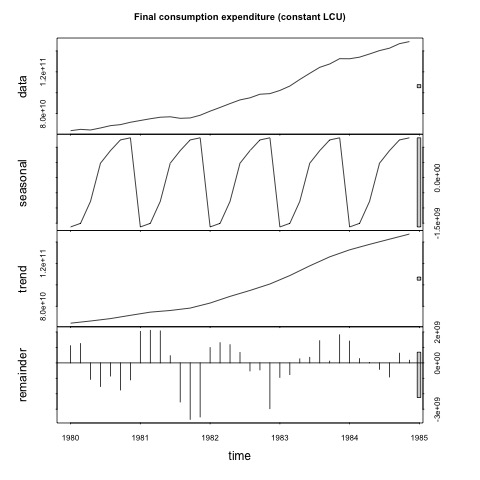 Final consumption expenditure (constant LCU)
data
8.0e+10 1.2e+11
seasonal
-1.5e+09 0.0e+00
trend
8.0e+10 1.2e+11
remainder
-3e+09 0e+00 2e+09
1980 1981 1982 1983 1984 1985
time